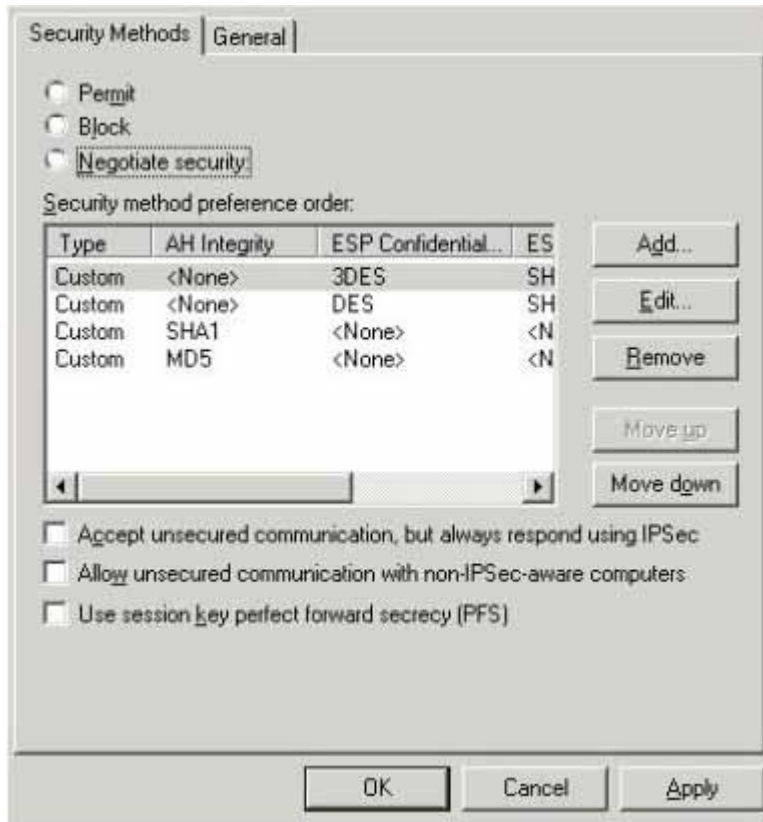 Security Methods General
Permit
Block
Negotiate security:
Security method preference order:
Type AH Integrity ESP Confidential... ES
Custom <None> 3DES SH
Custom <None> DES SH
Custom SHA1 <None> <N
Custom MD5 <None> <N
Add...
Edit...
Remove
Move up
Move down
Accept unsecured communication, but always respond using IPSec
Allow unsecured communication with non-IPSec-aware computers
Use session key perfect forward secrecy (PFS)
OK Cancel Apply